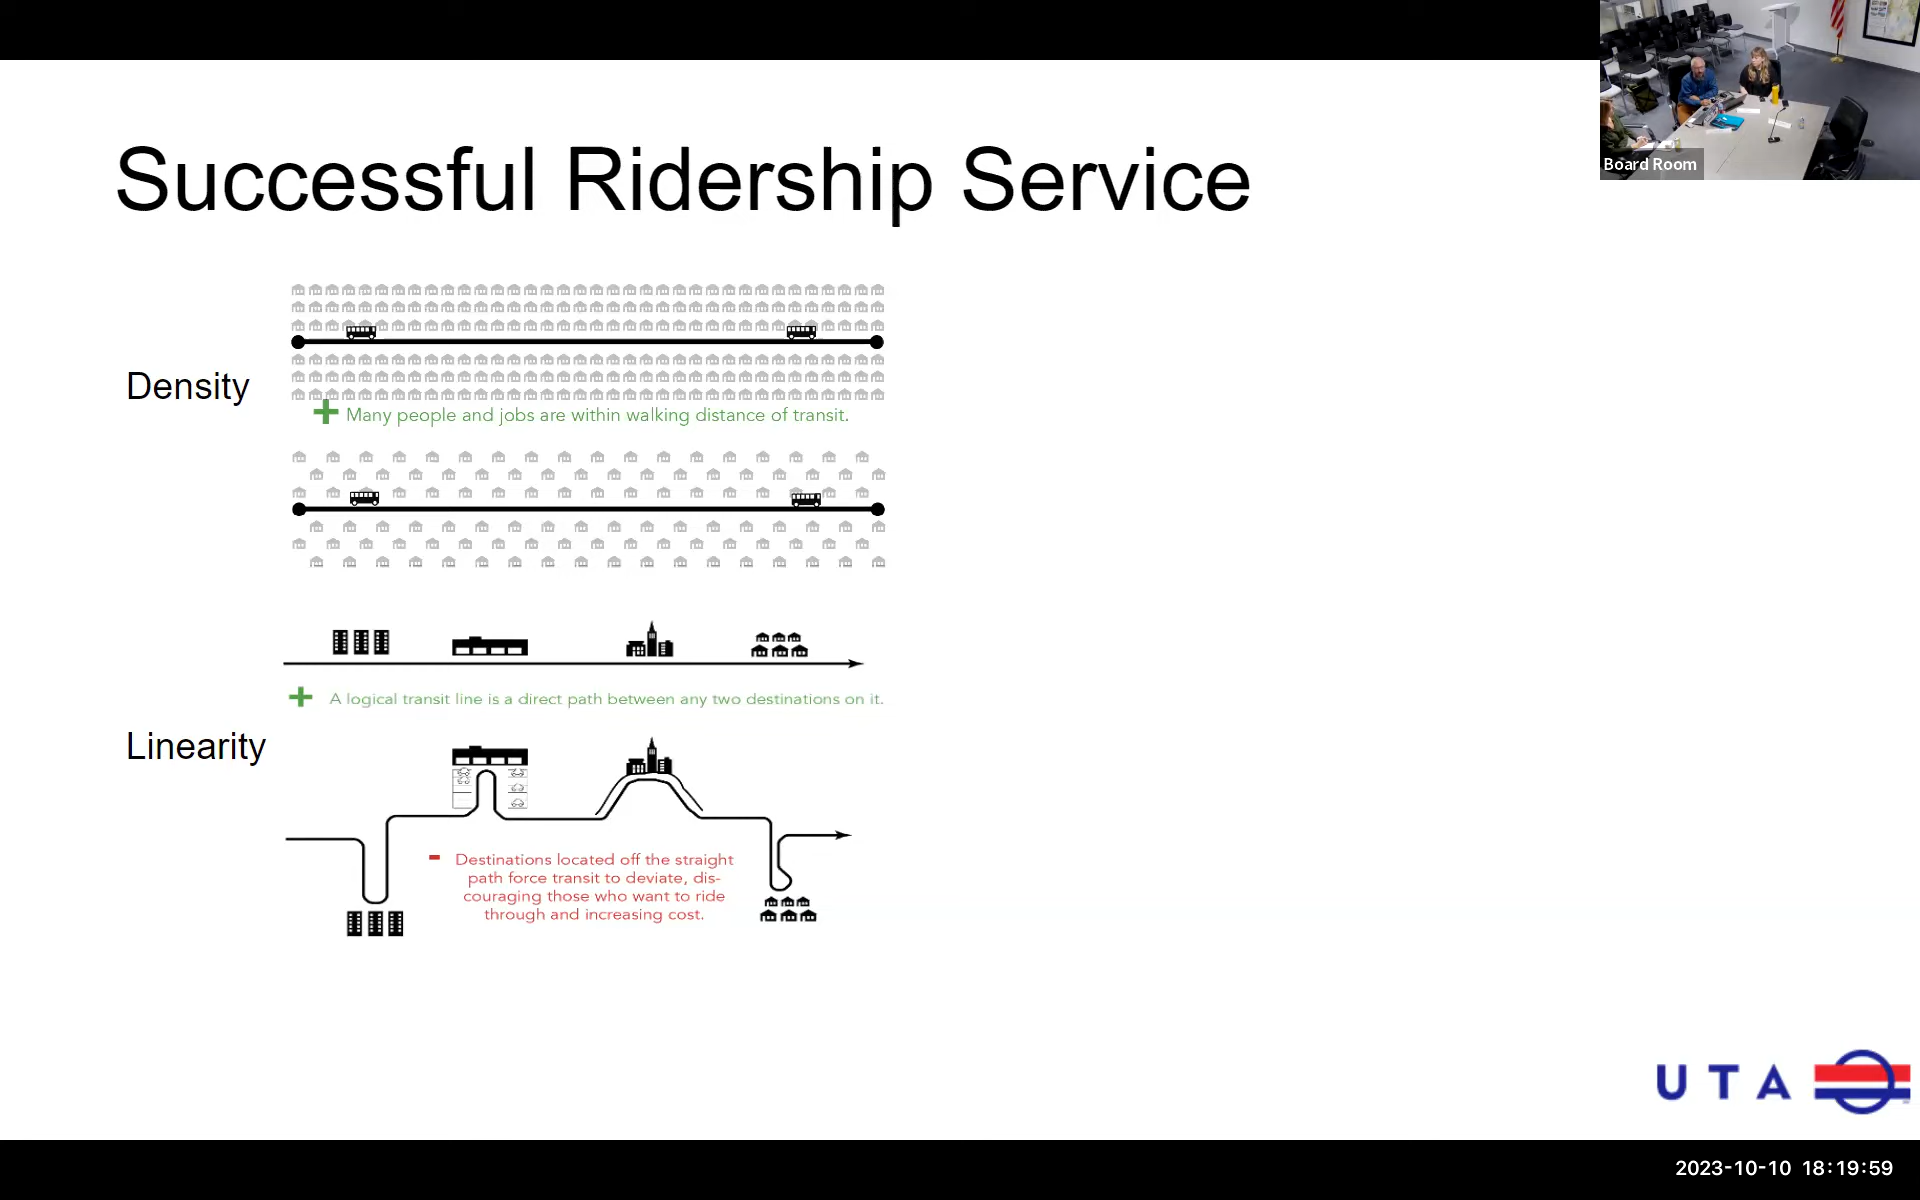 Board Room
Successful Ridership Service
Density
Many people and jobs are within walking distance of transit.
A logical transit line is a direct path between any two destinations on it.
Linearity
Destinations located off the straight
path force transit to deviate, dis-
couraging those who want to ride
through and increasing cost.
UTA
2023-10-10 18:19:59